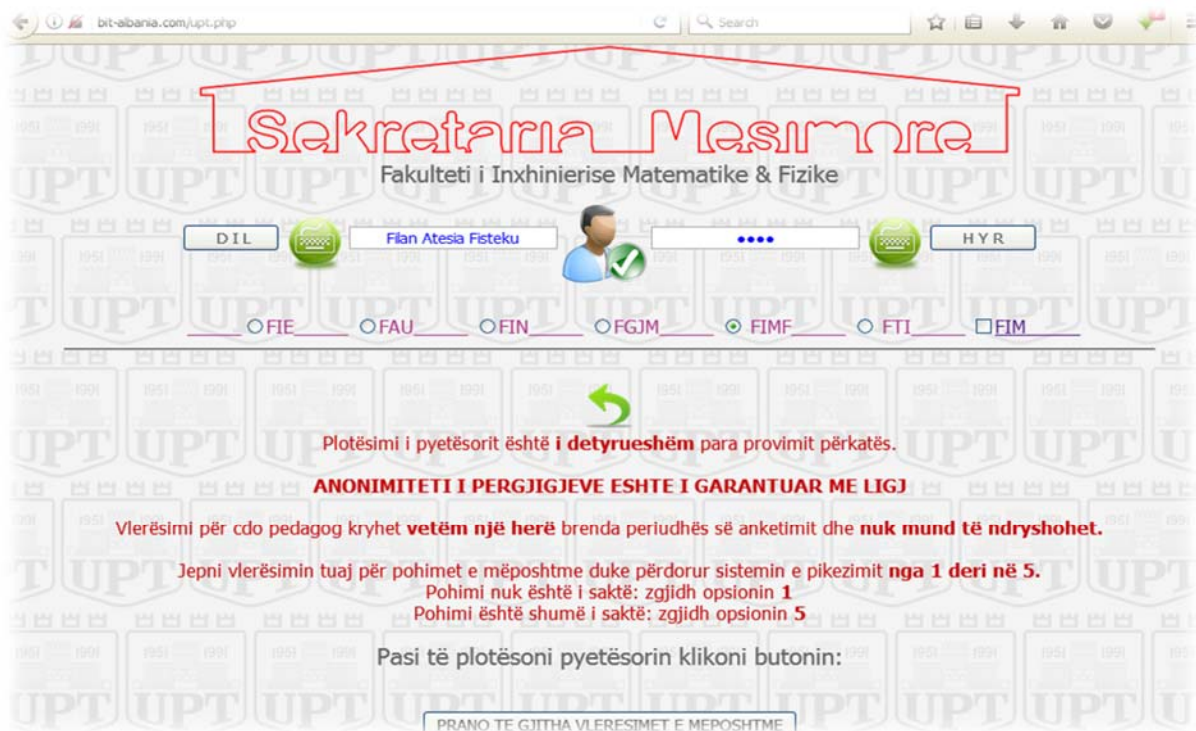 bit-albania.com/upt.php
Search
Sekretaria Mesimore
Fakulteti i Inxhinierise Matematike & Fizike
DIL
Filan Atesia Fisteku
••••
HYR
FIE FAU FIN FGJM FIMF FTI FIM
Plotësimi i pyetësorit është i detyrueshëm para provimit përkatës.
ANONIMITETI I PERGJIGJEVE ESHTE I GARANTUAR ME LIGJ
Vlerësimi për cdo pedagog kryhet vetëm një herë brenda periudhës së anketimit dhe nuk mund të ndryshohet.
Jepni vlerësimin tuaj për pohimet e mëposhtme duke përdorur sistemin e pikezimit nga 1 deri në 5.
Pohimi nuk është i saktë: zgjidh opsionin 1
Pohimi është shumë i saktë: zgjidh opsionin 5
Pasi të plotësoni pyetësorin klikoni butonin:
PRANO TE GJITHA VLERESIMET E MEPOSHTME
UPT
1951 1991